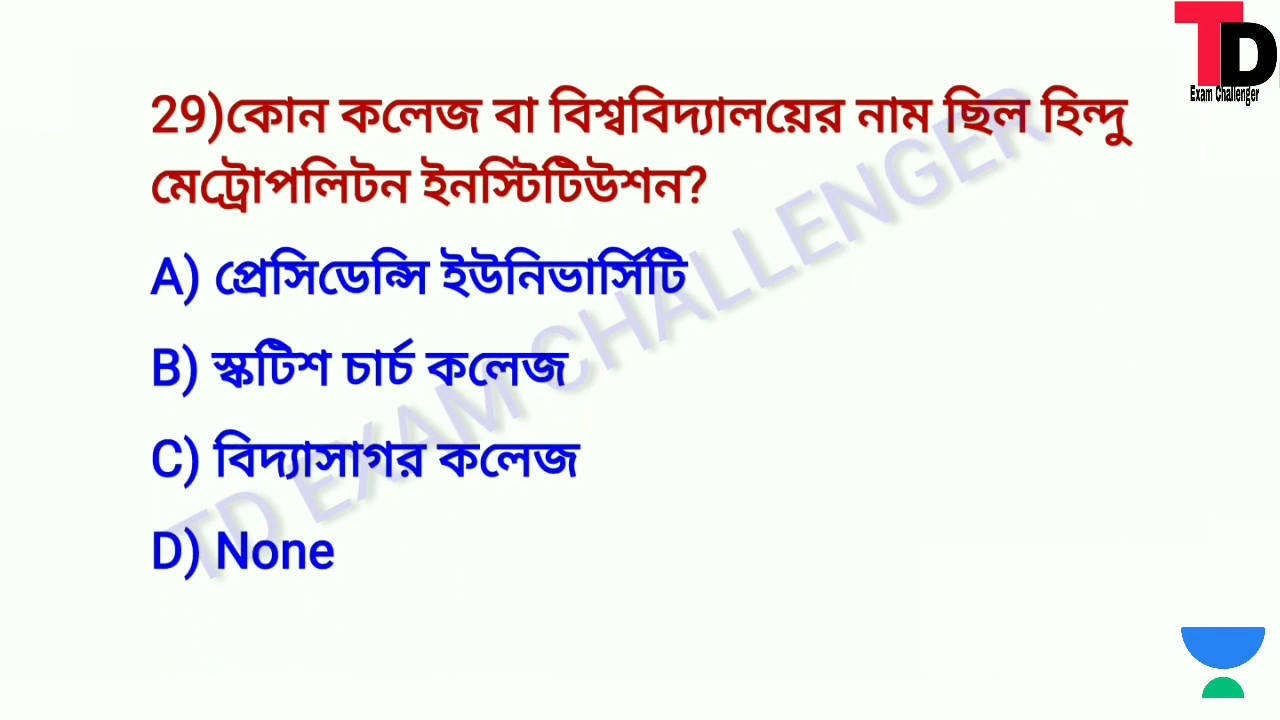 TD
Exam Challenger
29)কোন কলেজ বা বিশ্ববিদ্যালয়ের নাম ছিল হিন্দু
মেট্রোপলিটন ইনস্টিটিউশন?
A) প্রেসিডেন্সি ইউনিভার্সিটি
B) স্কটিশ চার্চ কলেজ
C) বিদ্যাসাগর কলেজ
D) None
TD EXAM CHALLENGER